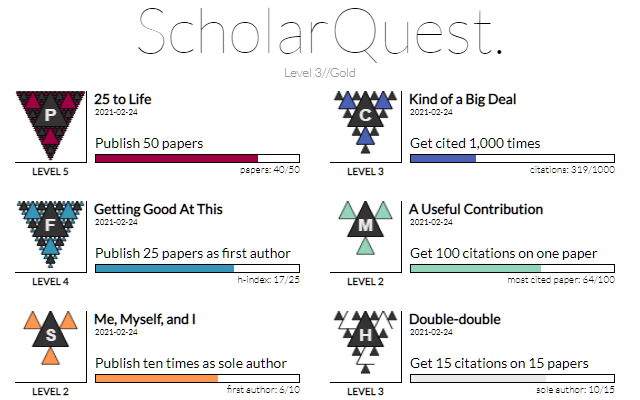 ScholarQuest.
Level 3//Gold
P
25 to Life
2021-02-24
Publish 50 papers
LEVEL 5
papers: 40/50
C
Kind of a Big Deal
2021-02-24
Get cited 1,000 times
LEVEL 3
citations: 319/1000
F
Getting Good At This
2021-02-24
Publish 25 papers as first author
LEVEL 4
h-index: 17/25
M
A Useful Contribution
2021-02-24
Get 100 citations on one paper
LEVEL 2
most cited paper: 64/100
S
Me, Myself, and I
2021-02-24
Publish ten times as sole author
LEVEL 2
first author: 6/10
H
Double-double
2021-02-24
Get 15 citations on 15 papers
LEVEL 3
sole author: 10/15